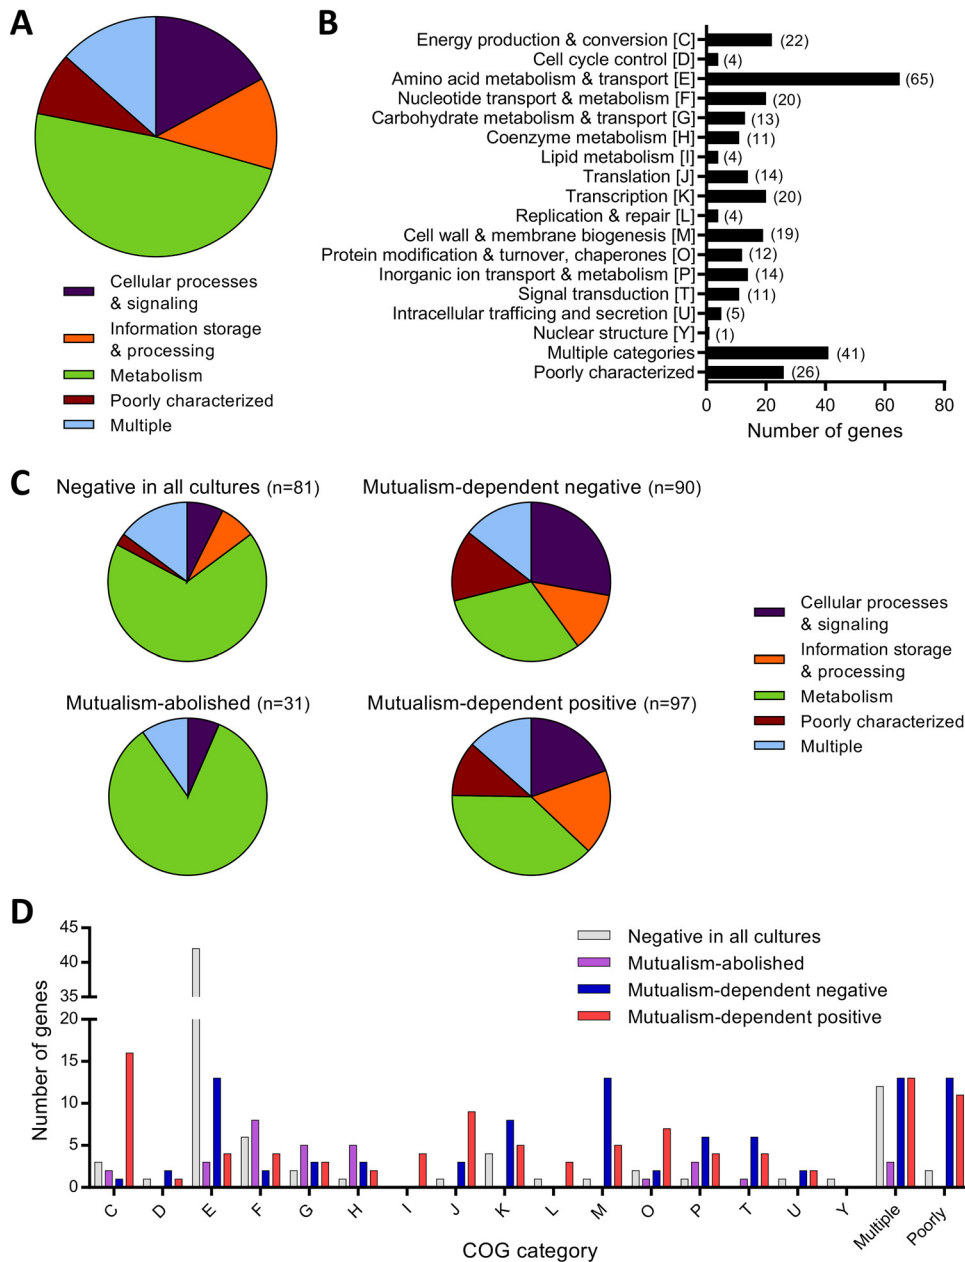 A
Cellular processes
& signaling
Information storage
& processing
Metabolism
Poorly characterized
Multiple
B
Energy production & conversion [C] (22)
Cell cycle control [D] (4)
Amino acid metabolism & transport [E] (65)
Nucleotide transport & metabolism [F] (20)
Carbohydrate metabolism & transport [G] (13)
Coenzyme metabolism [H] (11)
Lipid metabolism [I] (4)
Translation [J] (14)
Transcription [K] (20)
Replication & repair [L] (4)
Cell wall & membrane biogenesis [M] (19)
Protein modification & turnover, chaperones [O] (12)
Inorganic ion transport & metabolism [P] (14)
Signal transduction [T] (11)
Intracellular trafficing and secretion [U] (5)
Nuclear structure [Y] (1)
Multiple categories (41)
Poorly characterized (26)
0 20 40 60 80
Number of genes
C
Negative in all cultures (n=81)
Mutualism-dependent negative (n=90)
Mutualism-abolished (n=31)
Mutualism-dependent positive (n=97)
Cellular processes
& signaling
Information storage
& processing
Metabolism
Poorly characterized
Multiple
D
45
40
35
20
15
10
5
0
Number of genes
Negative in all cultures
Mutualism-abolished
Mutualism-dependent negative
Mutualism-dependent positive
C D E F G H I J K L M O P T U Y Multiple Poorly
COG category